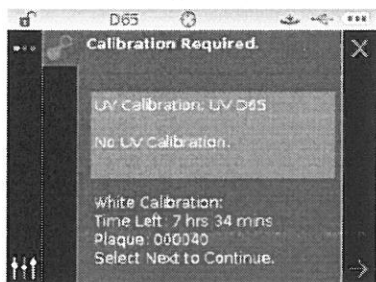 D65
Calibration Required.
UV Calibration: UV D65
No UV Calibration.
White Calibration:
Time Left: 7 hrs 34 mins
Plaque: 000040
Select Next to Continue.